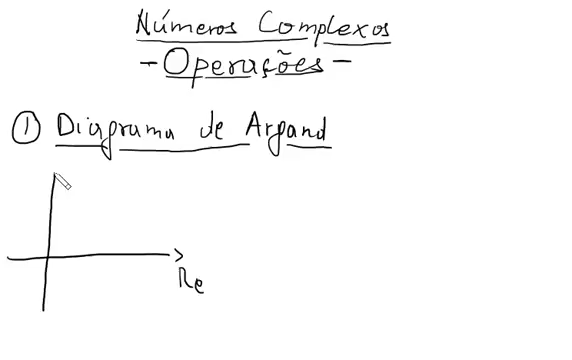 Números Complexos
- Operações -
① Diagrama de Argand
Re